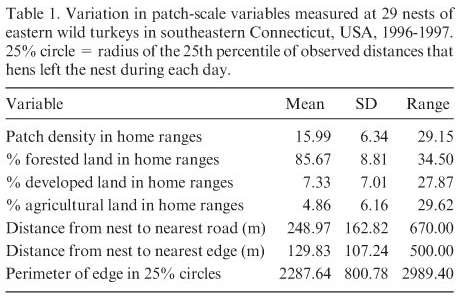 Table 1. Variation in patch-scale variables measured at 29 nests of
eastern wild turkeys in southeastern Connecticut, USA, 1996-1997.
25% circle = radius of the 25th percentile of observed distances that
hens left the nest during each day.
Variable Mean SD Range
Patch density in home ranges 15.99 6.34 29.15
% forested land in home ranges 85.67 8.81 34.50
% developed land in home ranges 7.33 7.01 27.87
% agricultural land in home ranges 4.86 6.16 29.62
Distance from nest to nearest road (m) 248.97 162.82 670.00
Distance from nest to nearest edge (m) 129.83 107.24 500.00
Perimeter of edge in 25% circles 2287.64 800.78 2989.40